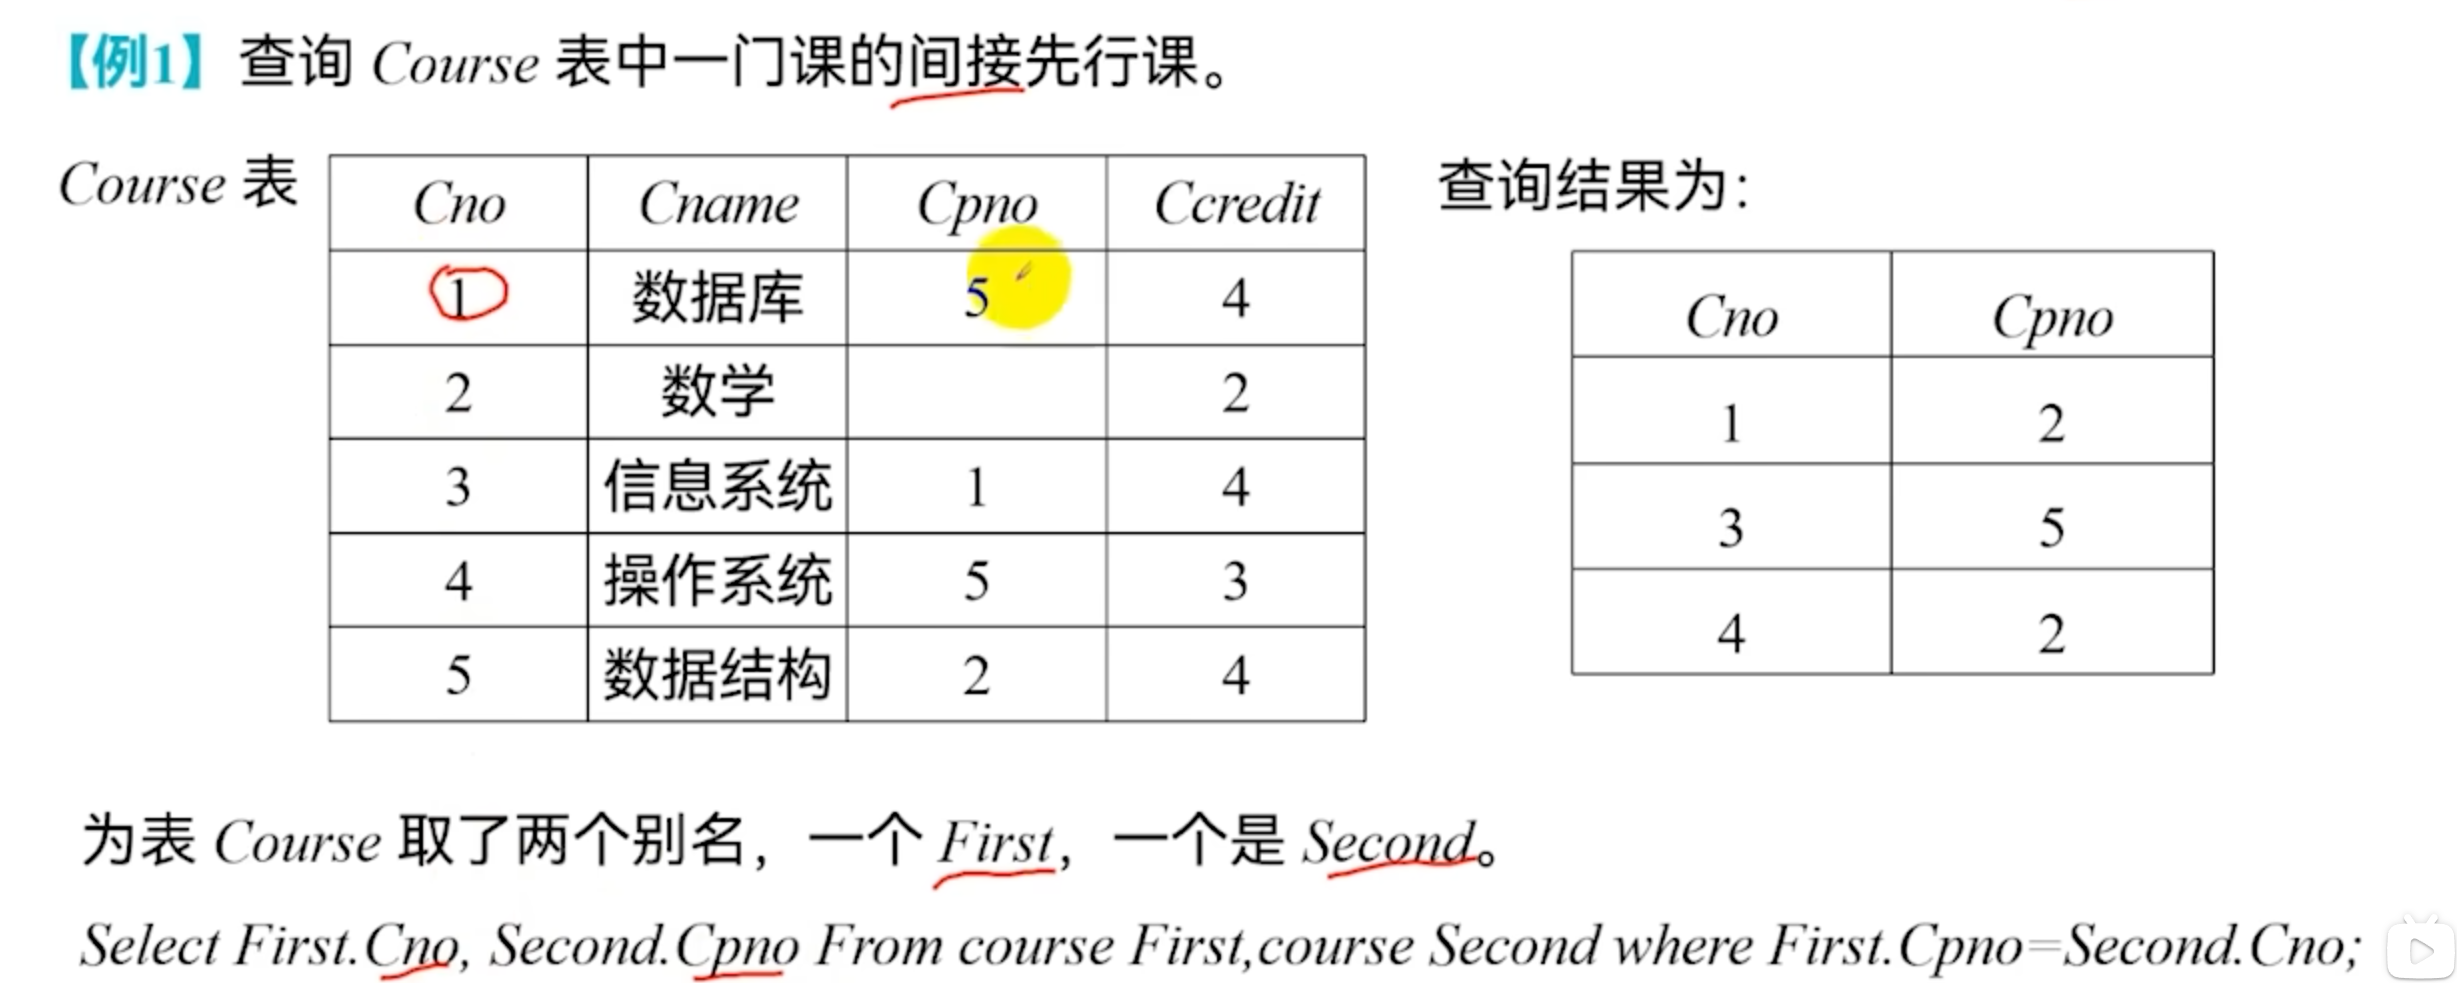 【例1】查询 Course 表中一门课的间接先行课。
Course 表
Cno Cname Cpno Ccredit
1 数据库 5 4
2 数学 2
3 信息系统 1 4
4 操作系统 5 3
5 数据结构 2 4
查询结果为：
Cno Cpno
1 2
3 5
4 2
为表 Course 取了两个别名，一个 First，一个是 Second。
Select First.Cno, Second.Cpno From course First,course Second where First.Cpno=Second.Cno;